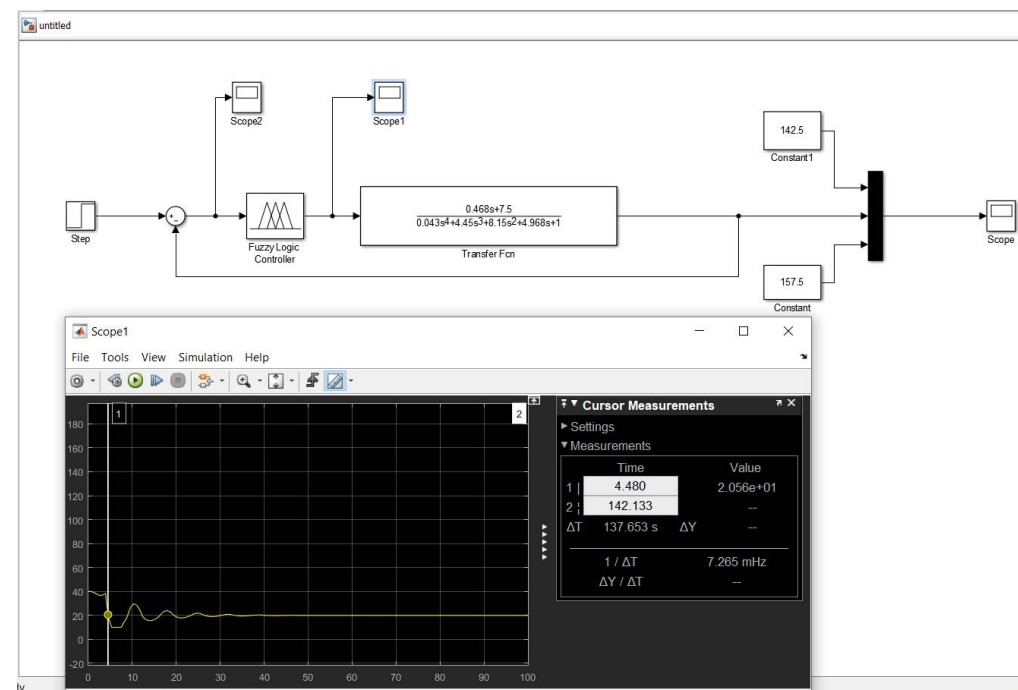 untitled
Scope2
Scope1
142.5
Constant1
Step
+
-
Fuzzy Logic
Controller
0.468s+7.5
0.043s4+4.45s3+8.15s2+4.968s+1
Transfer Fcn
Scope
157.5
Constant
Scope1
File Tools View Simulation Help
1
2
Cursor Measurements
Settings
Measurements
Time Value
1 4.480 2.056e+01
2 142.133 --
ΔT 137.653 s ΔY --
1 / ΔT 7.265 mHz
ΔY / ΔT --
180
160
140
120
100
80
60
40
20
0
-20
0 10 20 30 40 50 60 70 80 90 100